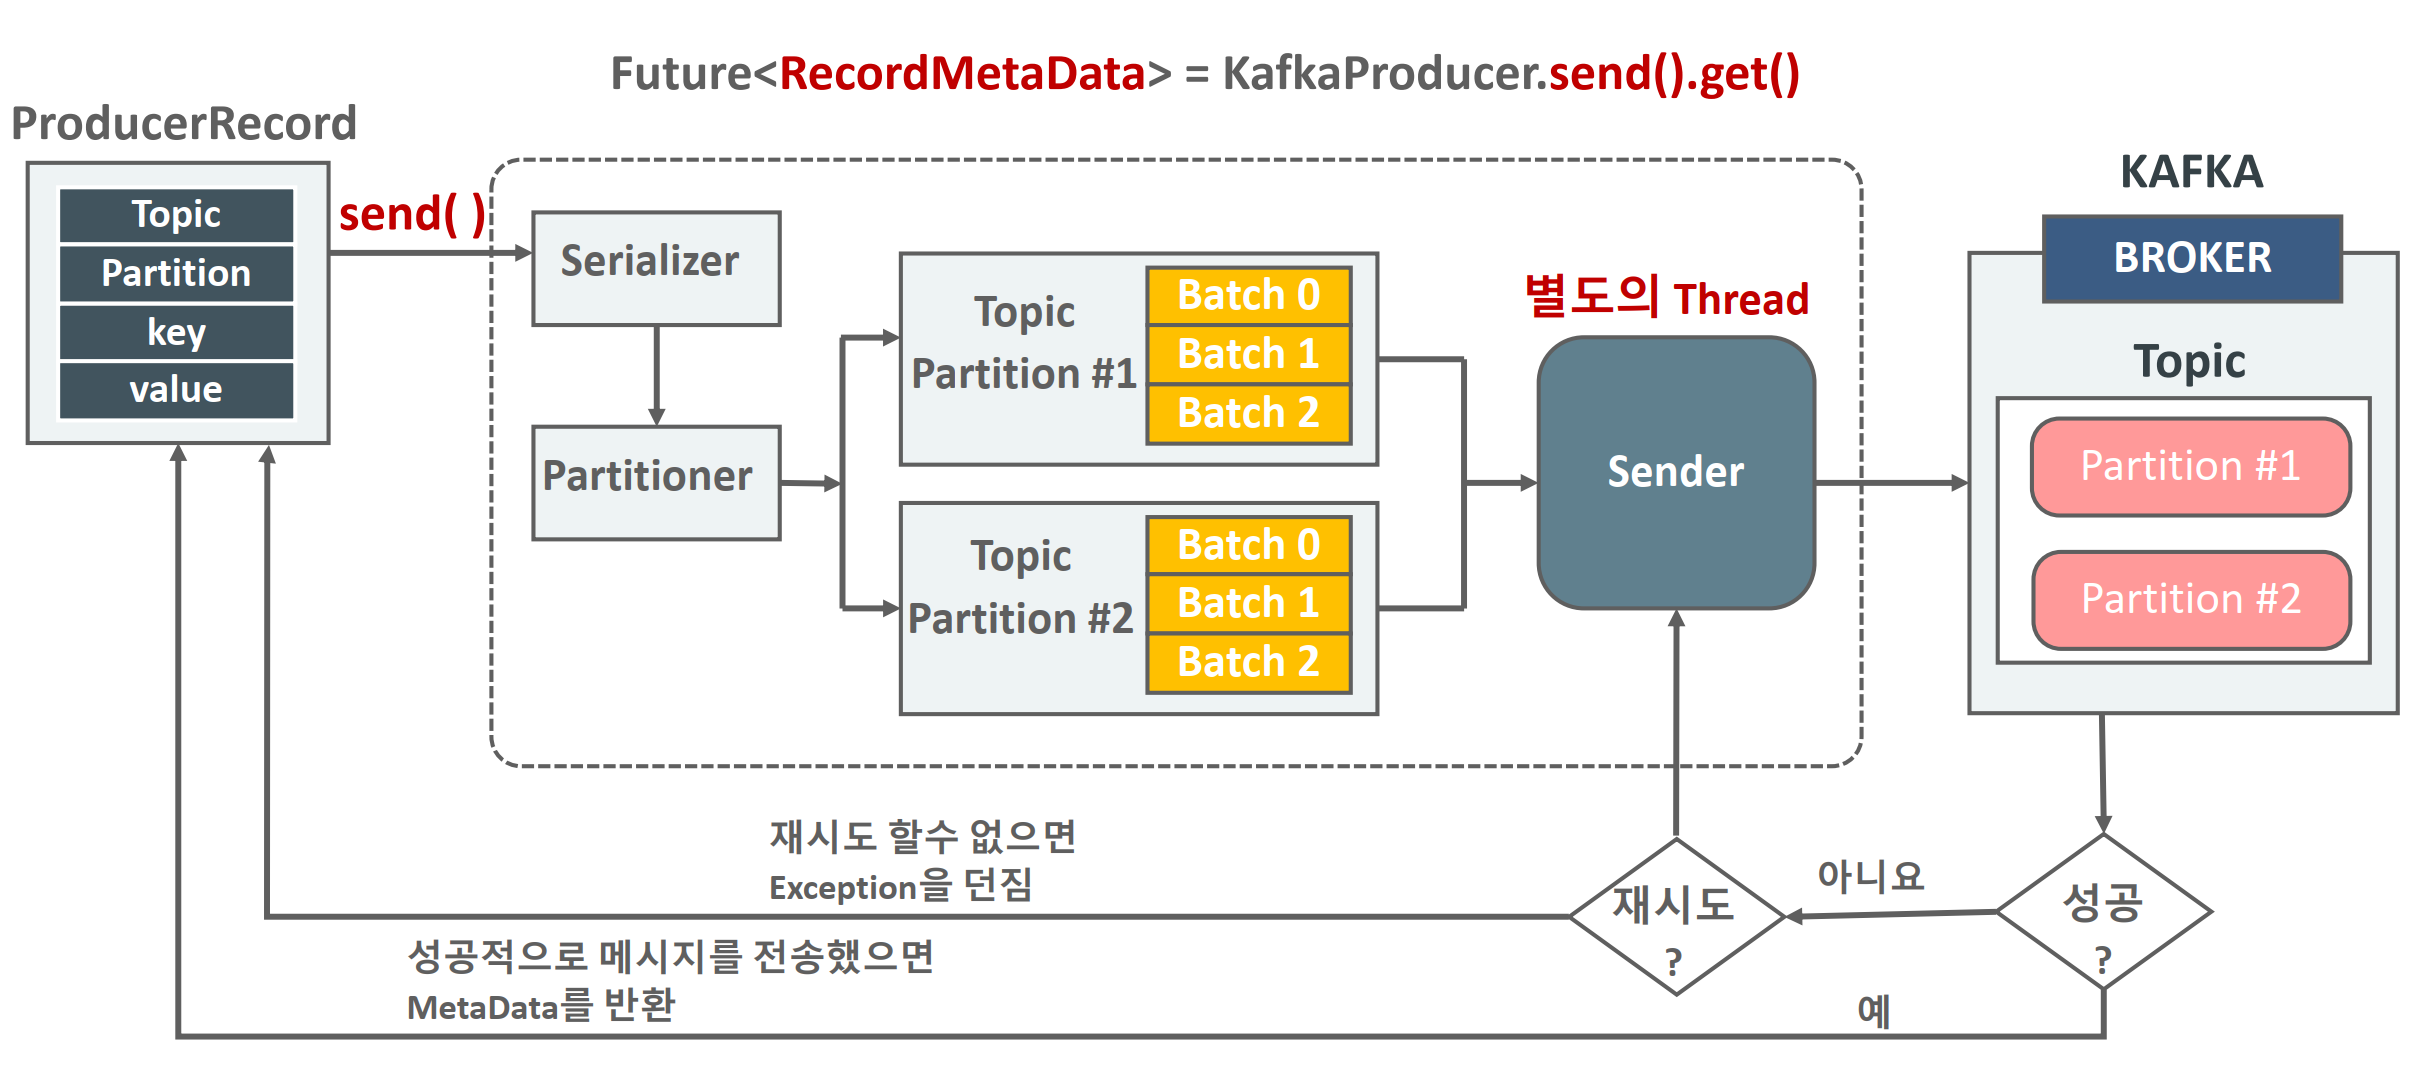 Future<RecordMetaData> = KafkaProducer.send().get()
ProducerRecord
Topic
Partition
key
value
send( )
Serializer
Partitioner
Topic
Partition #1
Batch 0
Batch 1
Batch 2
Topic
Partition #2
Batch 0
Batch 1
Batch 2
별도의 Thread
Sender
KAFKA
BROKER
Topic
Partition #1
Partition #2
성공
?
아니요
예
재시도
?
재시도 할수 없으면
Exception을 던짐
성공적으로 메시지를 전송했으면
MetaData를 반환